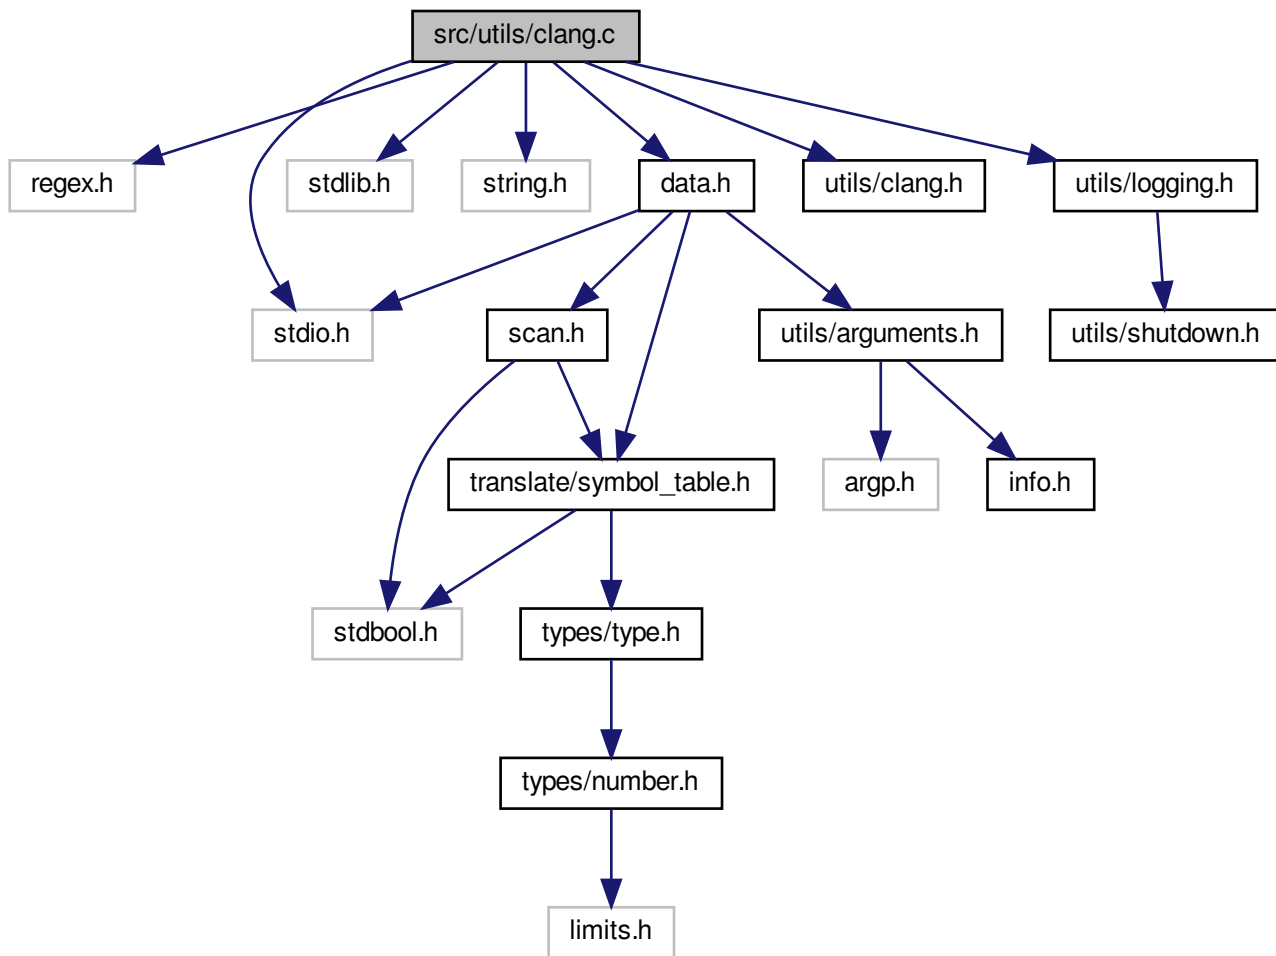 src/utils/clang.c
regex.h
stdlib.h
string.h
data.h
utils/clang.h
utils/logging.h
stdio.h
scan.h
utils/arguments.h
utils/shutdown.h
translate/symbol_table.h
argp.h
info.h
stdbool.h
types/type.h
types/number.h
limits.h